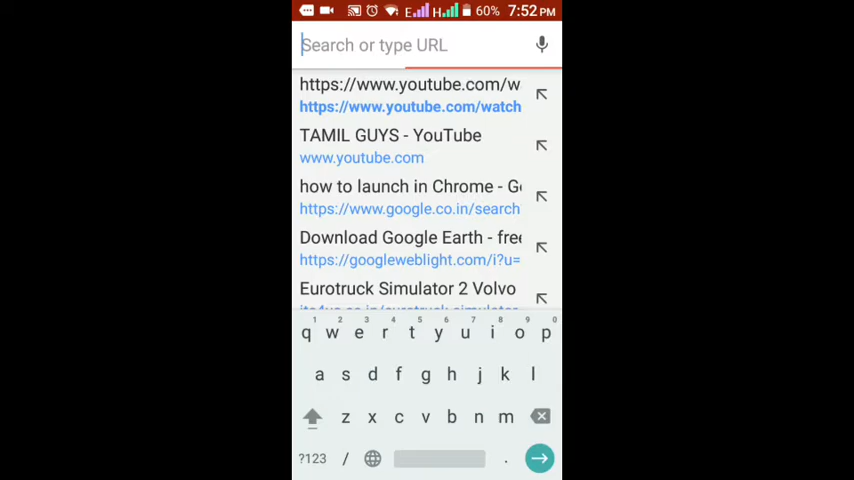 E H 60% 7:52 PM
Search or type URL
https://www.youtube.com/w
https://www.youtube.com/watch
TAMIL GUYS - YouTube
www.youtube.com
how to launch in Chrome - G
https://www.google.co.in/search
Download Google Earth - free
https://googleweblight.com/i?u=
Eurotruck Simulator 2 Volvo
1 2 3 4 5 6 7 8 9 0
q w e r t y u i o p
a s d f g h j k l
z x c v b n m
?123 / .